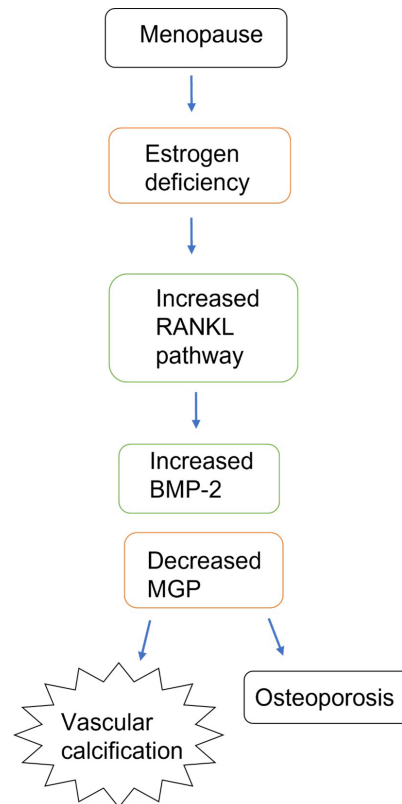 Menopause
Estrogen
deficiency
Increased
RANKL
pathway
Increased
BMP-2
Decreased
MGP
Vascular
calcification
Osteoporosis